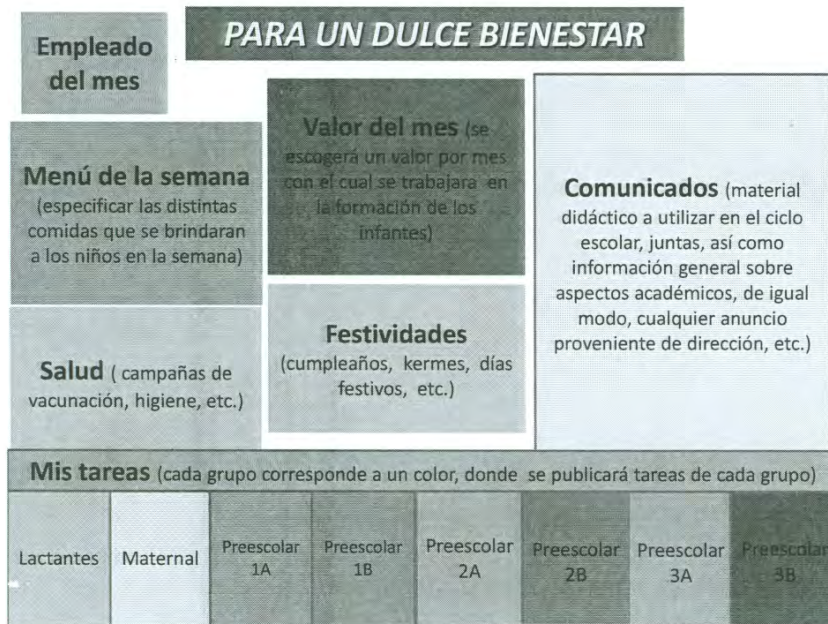 PARA UN DULCE BIENESTAR
Empleado
del mes
Menú de la semana
(especificar las distintas
comidas que se brindaran
a los niños en la semana)
Valor del mes (se
escogerá un valor por mes
con el cual se trabajara en
la formación de los
infantes)
Comunicados (material
didáctico a utilizar en el ciclo
escolar, juntas, así como
información general sobre
aspectos académicos, de igual
modo, cualquier anuncio
proveniente de dirección, etc.)
Salud ( campañas de
vacunación, higiene, etc.)
Festividades
(cumpleaños, kermes, días
festivos, etc.)
Mis tareas (cada grupo corresponde a un color, donde se publicará tareas de cada grupo)
Lactantes
Maternal
Preescolar
1A
Preescolar
1B
Preescolar
2A
Preescolar
2B
Preescolar
3A
Preescolar
3B